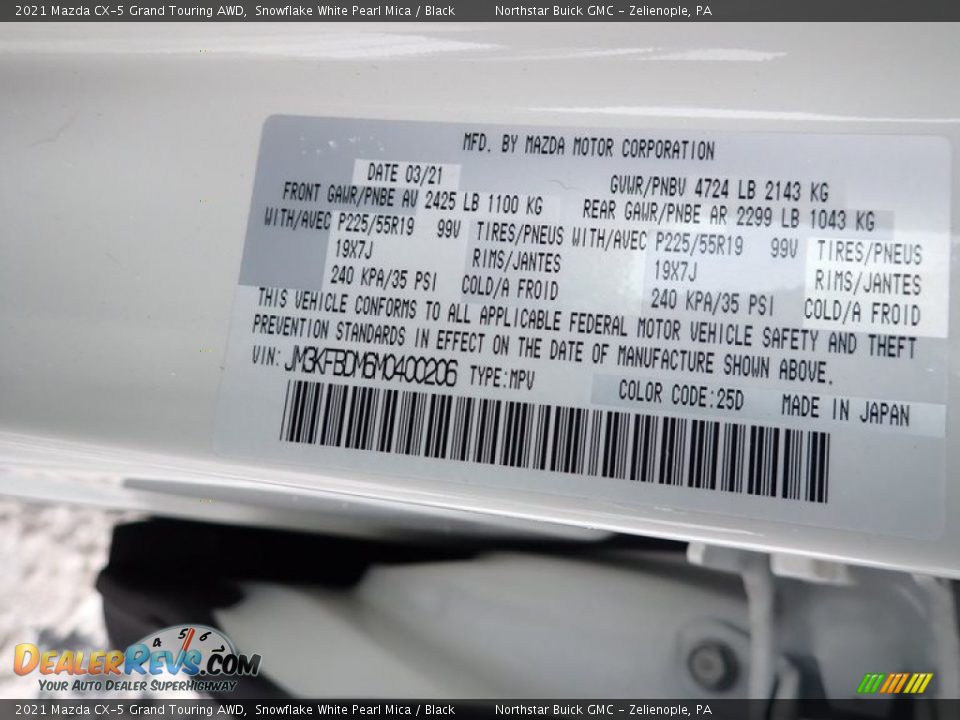 2021 Mazda CX-5 Grand Touring AWD, Snowflake White Pearl Mica / Black Northstar Buick GMC - Zelienople, PA
MFD. BY MAZDA MOTOR CORPORATION
DATE 03/21 GVWR/PNBV 4724 LB 2143 KG
FRONT GAWR/PNBE AV 2425 LB 1100 KG REAR GAWR/PNBE AR 2299 LB 1043 KG
WITH/AVEC P225/55R19 99V TIRES/PNEUS WITH/AVEC P225/55R19 99V TIRES/PNEUS
19X7J RIMS/JANTES 19X7J RIMS/JANTES
240 KPA/35 PSI COLD/A FROID 240 KPA/35 PSI COLD/A FROID
THIS VEHICLE CONFORMS TO ALL APPLICABLE FEDERAL MOTOR VEHICLE SAFETY AND THEFT
PREVENTION STANDARDS IN EFFECT ON THE DATE OF MANUFACTURE SHOWN ABOVE.
VIN: JM3KFBDM6M0400206 TYPE:MPV COLOR CODE:25D MADE IN JAPAN
4 5 6
DEALERREVS.COM
YOUR AUTO DEALER SUPERHIGHWAY
2021 Mazda CX-5 Grand Touring AWD, Snowflake White Pearl Mica / Black Northstar Buick GMC - Zelienople, PA